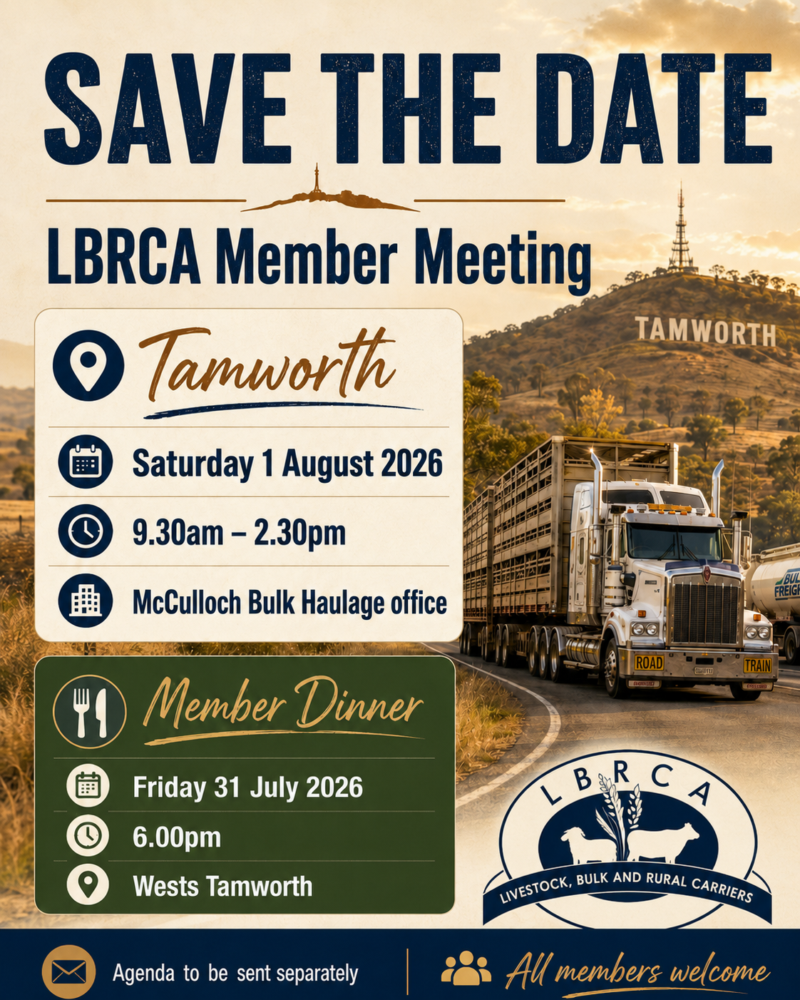 SAVE THE DATE
LBRCA Member Meeting
TAMWORTH
Tamworth
Saturday 1 August 2026
9.30am – 2.30pm
McCulloch Bulk Haulage office
ROAD
TRAIN
Member Dinner
Friday 31 July 2026
6.00pm
Wests Tamworth
LBRCA
LIVESTOCK, BULK AND RURAL CARRIERS
Agenda to be sent separately
All members welcome